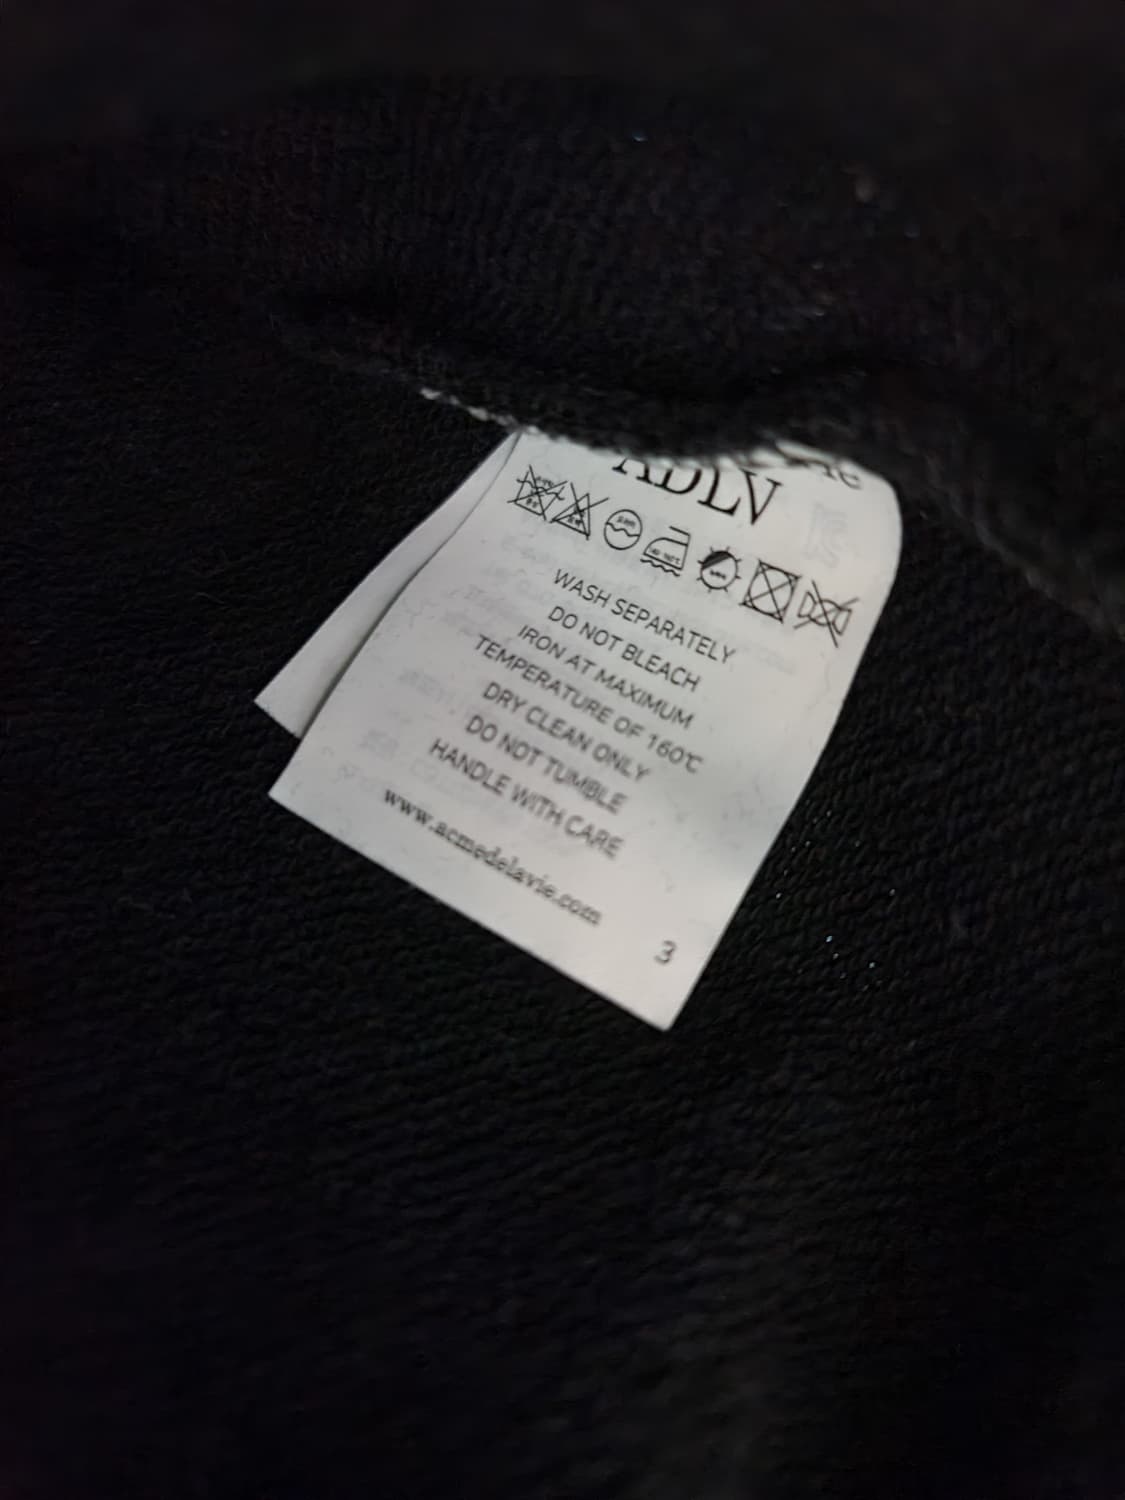 ADLV
WASH SEPARATELY
DO NOT BLEACH
IRON AT MAXIMUM
TEMPERATURE OF 160℃
DRY CLEAN ONLY
DO NOT TUMBLE
HANDLE WITH CARE
www.acmedelavie.com
3